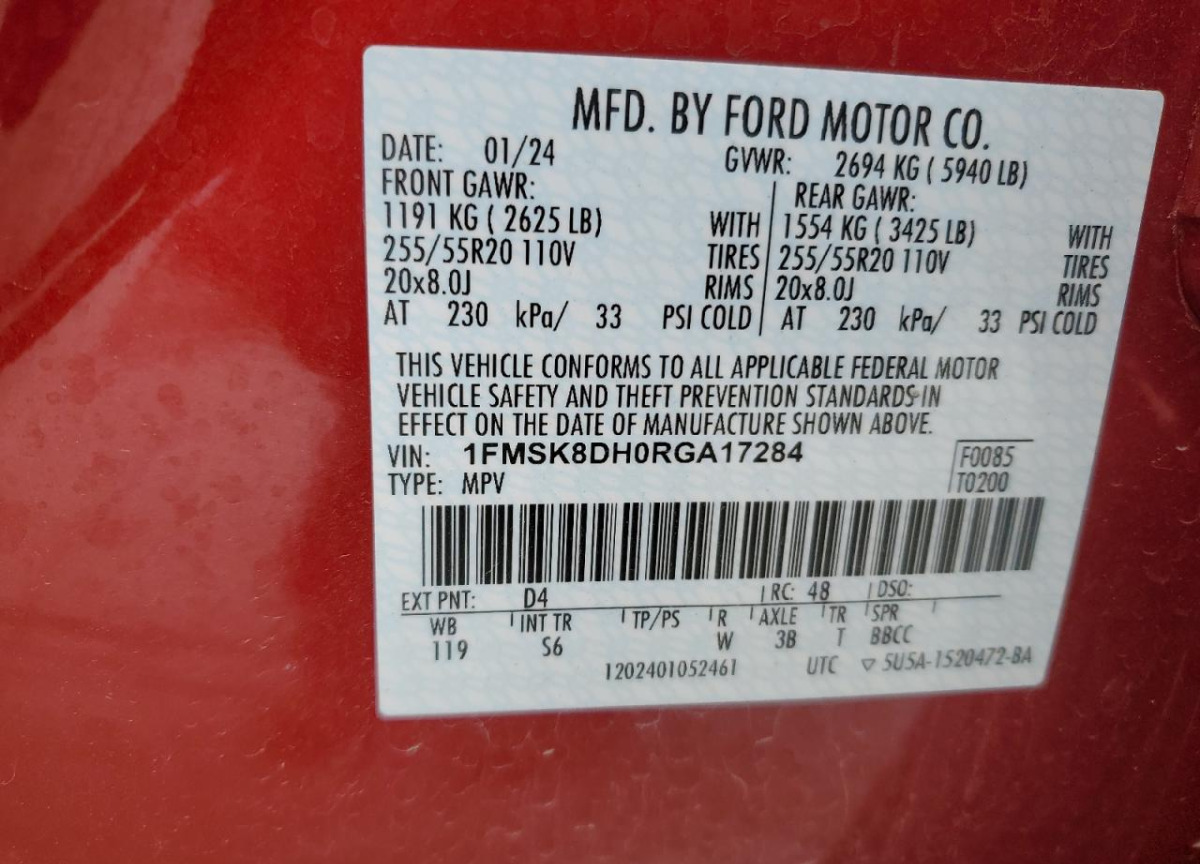 MFD. BY FORD MOTOR CO.
DATE: 01/24 GVWR: 2694 KG ( 5940 LB)
FRONT GAWR: REAR GAWR:
1191 KG ( 2625 LB) WITH 1554 KG ( 3425 LB) WITH
255/55R20 110V TIRES 255/55R20 110V TIRES
20x8.0J RIMS 20x8.0J RIMS
AT 230 kPa/ 33 PSI COLD AT 230 kPa/ 33 PSI COLD
THIS VEHICLE CONFORMS TO ALL APPLICABLE FEDERAL MOTOR
VEHICLE SAFETY AND THEFT PREVENTION STANDARDS IN
EFFECT ON THE DATE OF MANUFACTURE SHOWN ABOVE.
VIN: 1FMSK8DH0RGA17284 F0085
TYPE: MPV T0200
EXT PNT: D4 RC: 48 DSO:
WB INT TR TP/PS R AXLE TR SPR
119 S6 W 3B T BBCC
1202401052461 UTC ▽ 5U5A-1520472-BA